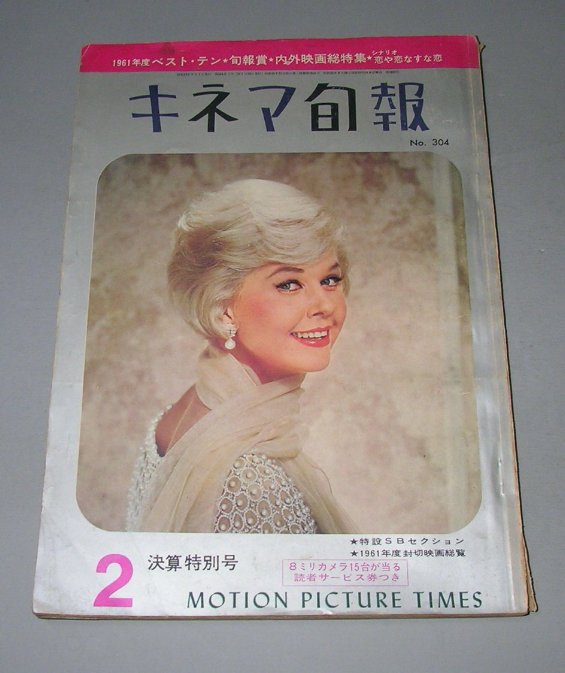 1961年度ベスト・テン★旬報賞★内外映画総特集★恋や恋なすな恋
シナリオ
キネマ旬報
No. 304
★特設SBセクション
★1961年度封切映画総覧
2
決算特別号
8ミリカメラ15台が当る
読者サービス券つき
MOTION PICTURE TIMES